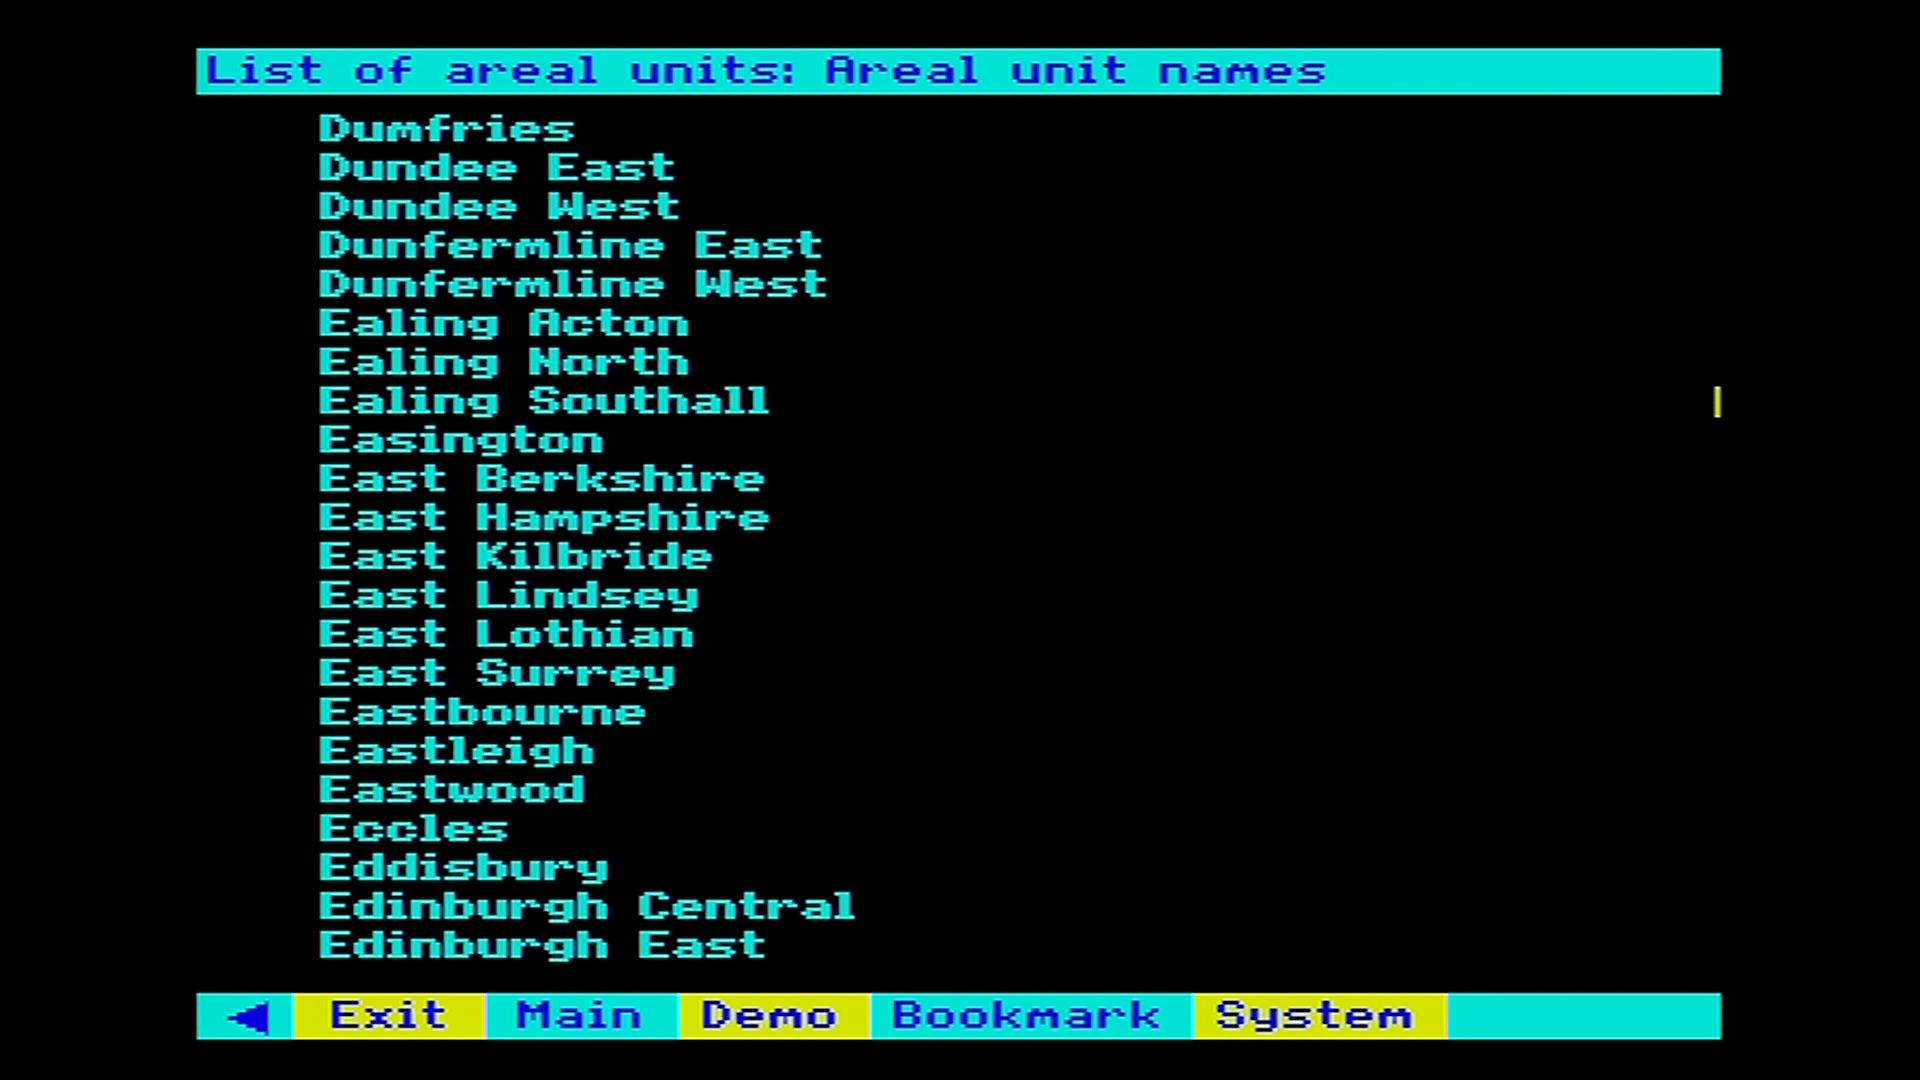 List of areal units: Areal unit names
Dumfries
Dundee East
Dundee West
Dunfermline East
Dunfermline West
Ealing Acton
Ealing North
Ealing Southall
Easington
East Berkshire
East Hampshire
East Kilbride
East Lindsey
East Lothian
East Surrey
Eastbourne
Eastleigh
Eastwood
Eccles
Eddisbury
Edinburgh Central
Edinburgh East
Exit Main Demo Bookmark System